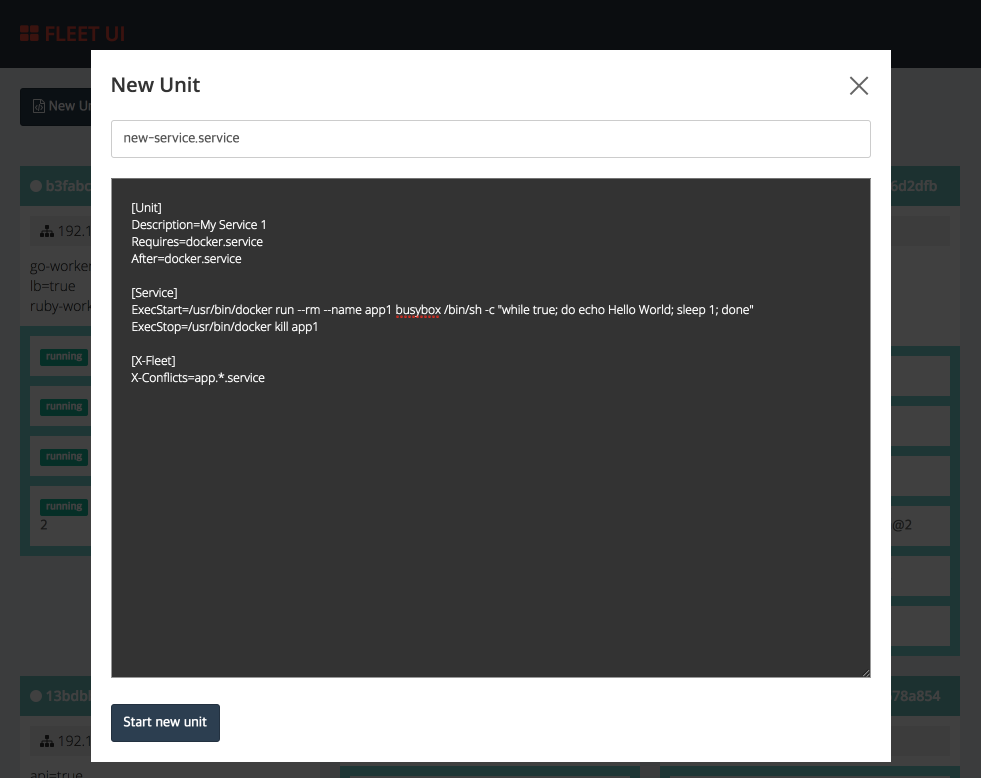 FLEET UI
New Unit
New
new-service.service
b3fabc
6d2dfb
192.1
[Unit]
Description=My Service 1
Requires=docker.service
After=docker.service
[Service]
ExecStart=/usr/bin/docker run --rm --name app1 busybox /bin/sh -c "while true; do echo Hello World; sleep 1; done"
ExecStop=/usr/bin/docker kill app1
[X-Fleet]
X-Conflicts=app.*.service
go-worker
lb=true
ruby-work
running
running
running
running
2
@2
13bdb
78a854
192.1
api=true
Start new unit